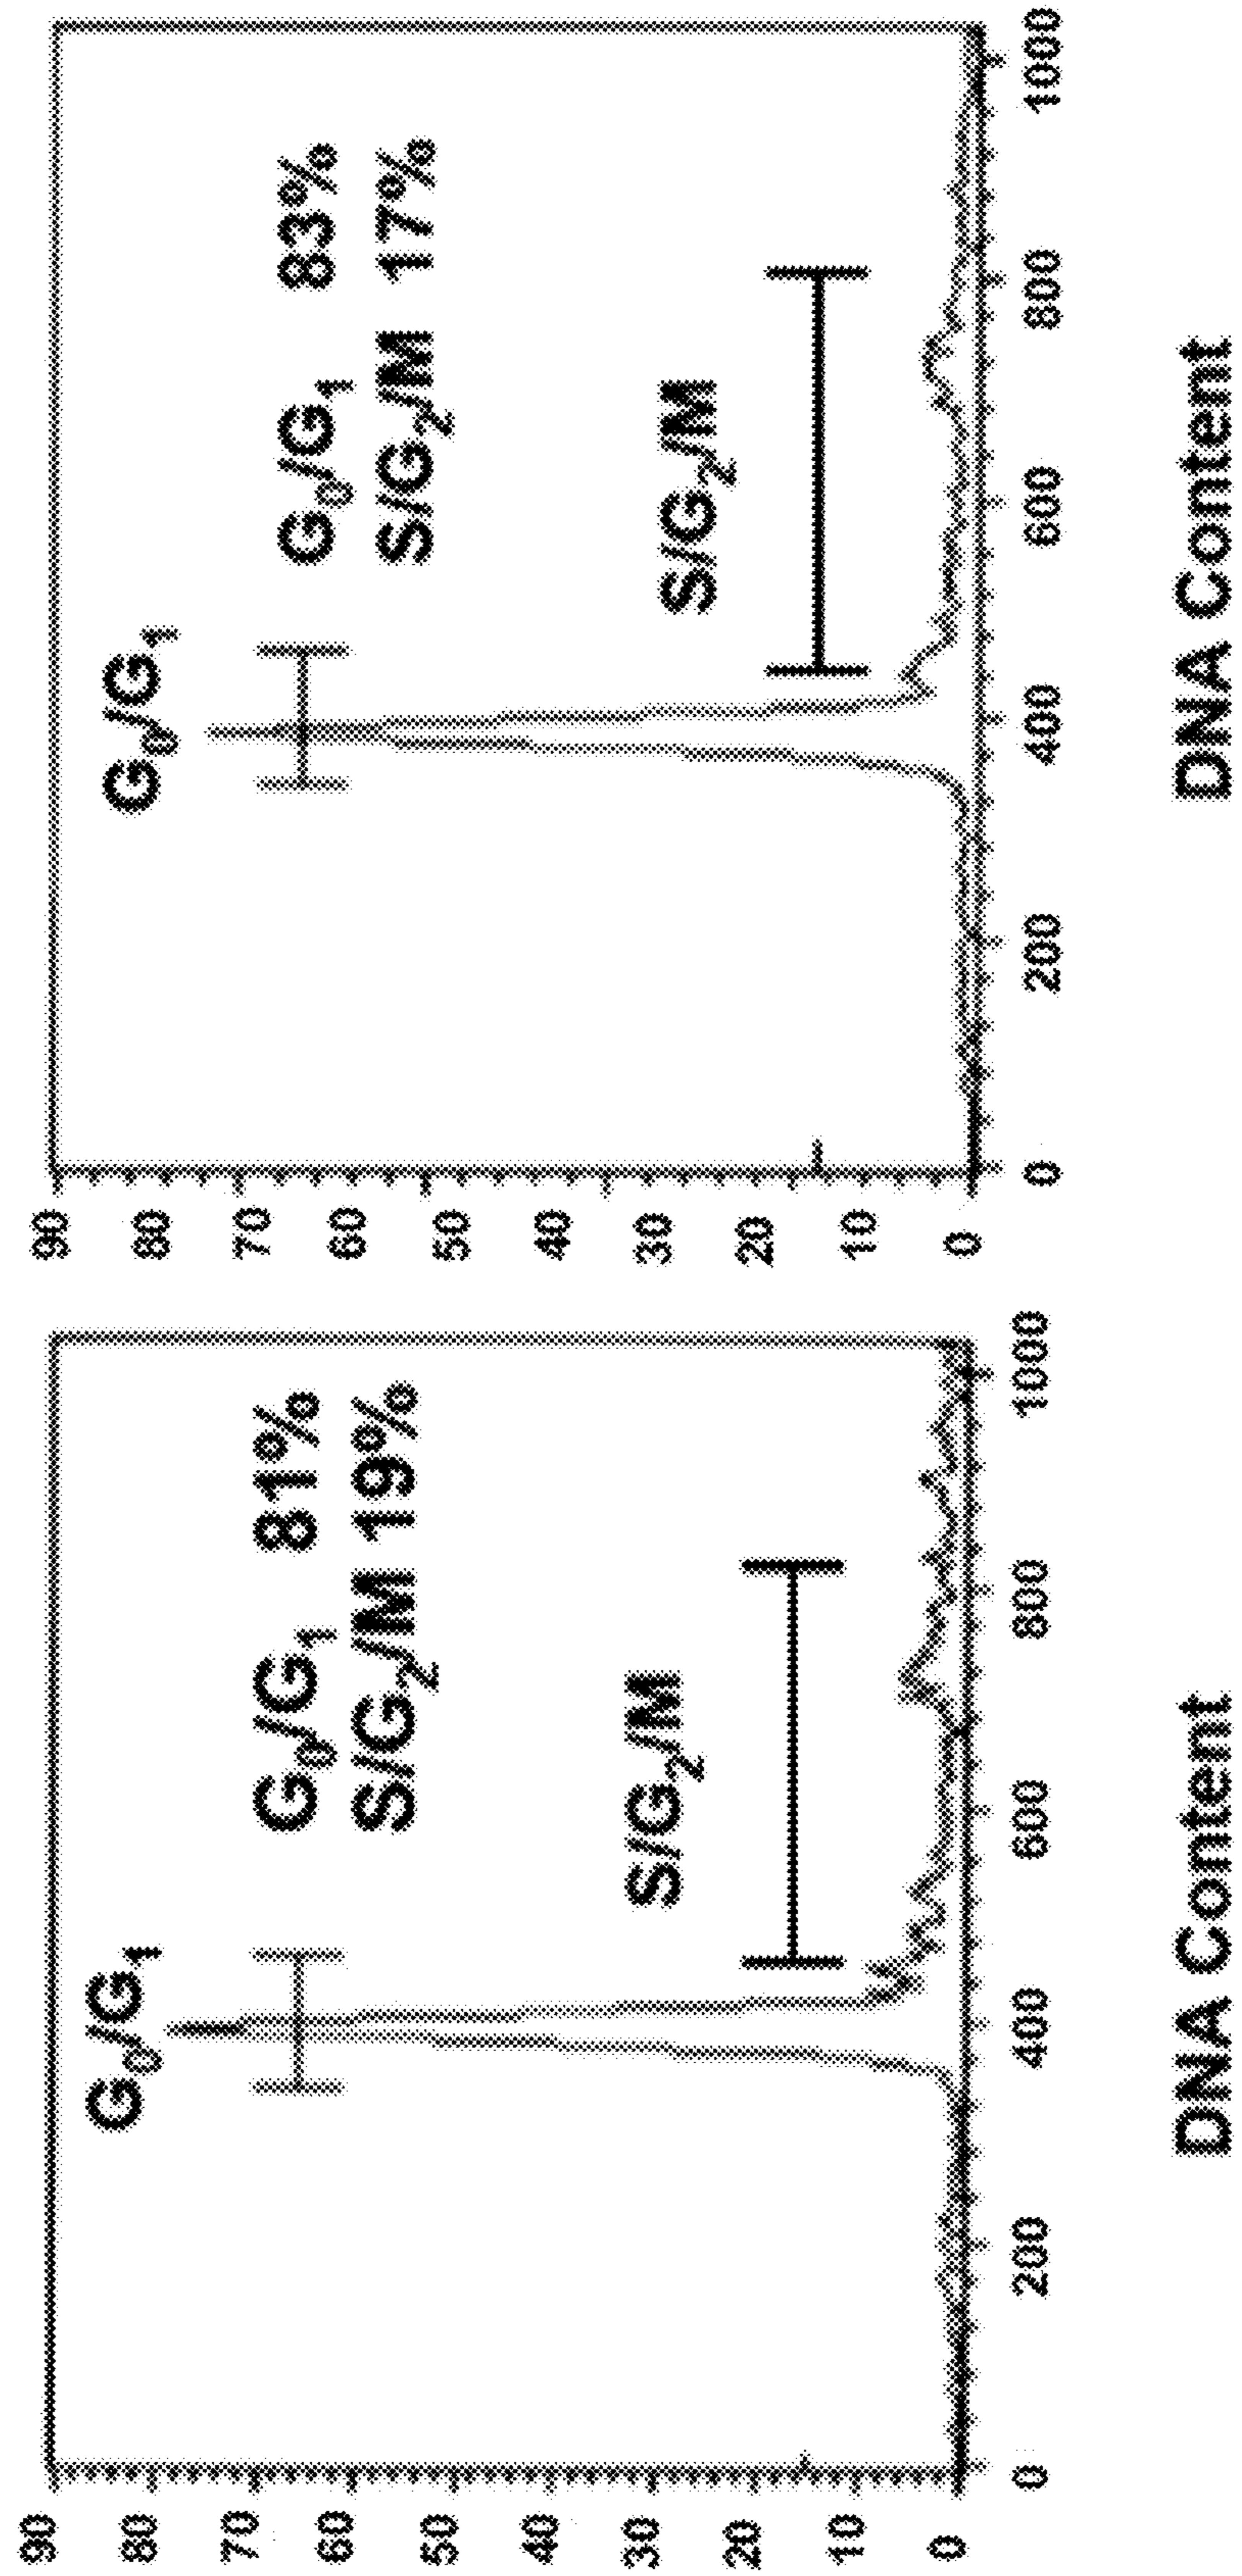 90
80
70
60
50
40
30
20
10
0
G₀/G₁
G₀/G₁ 81%
S/G₂/M 19%
S/G₂/M
0 200 400 600 800 1000
DNA Content
90
80
70
60
50
40
30
20
10
0
G₀/G₁
G₀/G₁ 83%
S/G₂/M 17%
S/G₂/M
0 200 400 600 800 1000
DNA Content